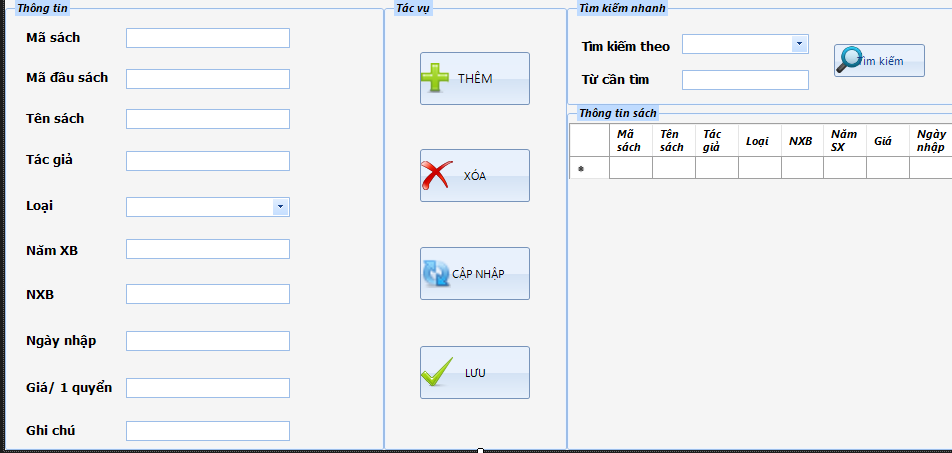 Thông tin
Mã sách
Mã đầu sách
Tên sách
Tác giả
Loại
Năm XB
NXB
Ngày nhập
Giá/ 1 quyển
Ghi chú
Tác vụ
THÊM
XÓA
CẬP NHẬP
LƯU
Tìm kiếm nhanh
Tìm kiếm theo
Từ cần tìm
Tìm kiếm
Thông tin sách
Mã sách
Tên sách
Tác giả
Loại
NXB
Năm SX
Giá
Ngày nhập